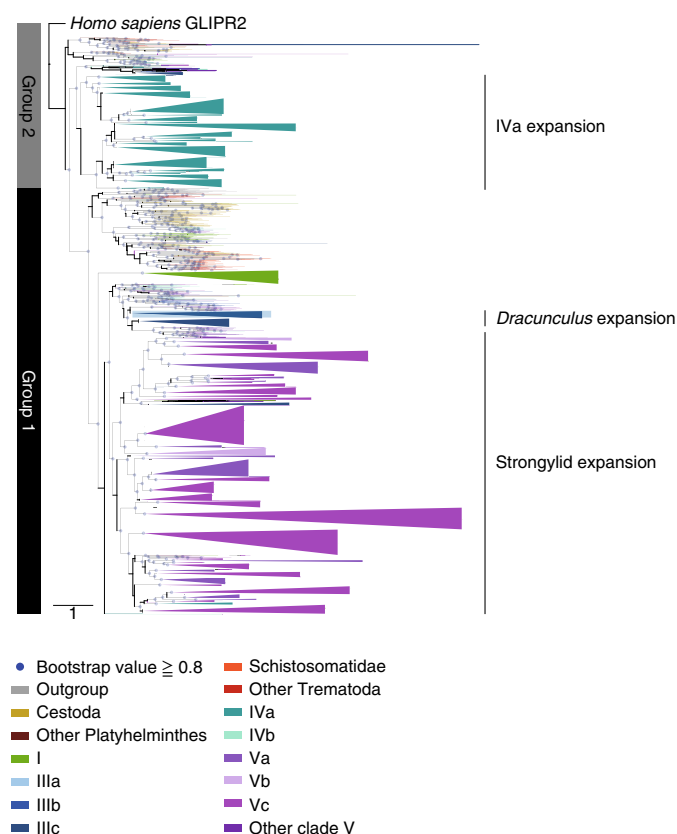 Homo sapiens GLIPR2
Group 2
IVa expansion
Dracunculus expansion
Group 1
Strongylid expansion
1
Bootstrap value ≧ 0.8
Outgroup
Cestoda
Other Platyhelminthes
I
IIIa
IIIb
IIIc
Schistosomatidae
Other Trematoda
IVa
IVb
Va
Vb
Vc
Other clade V